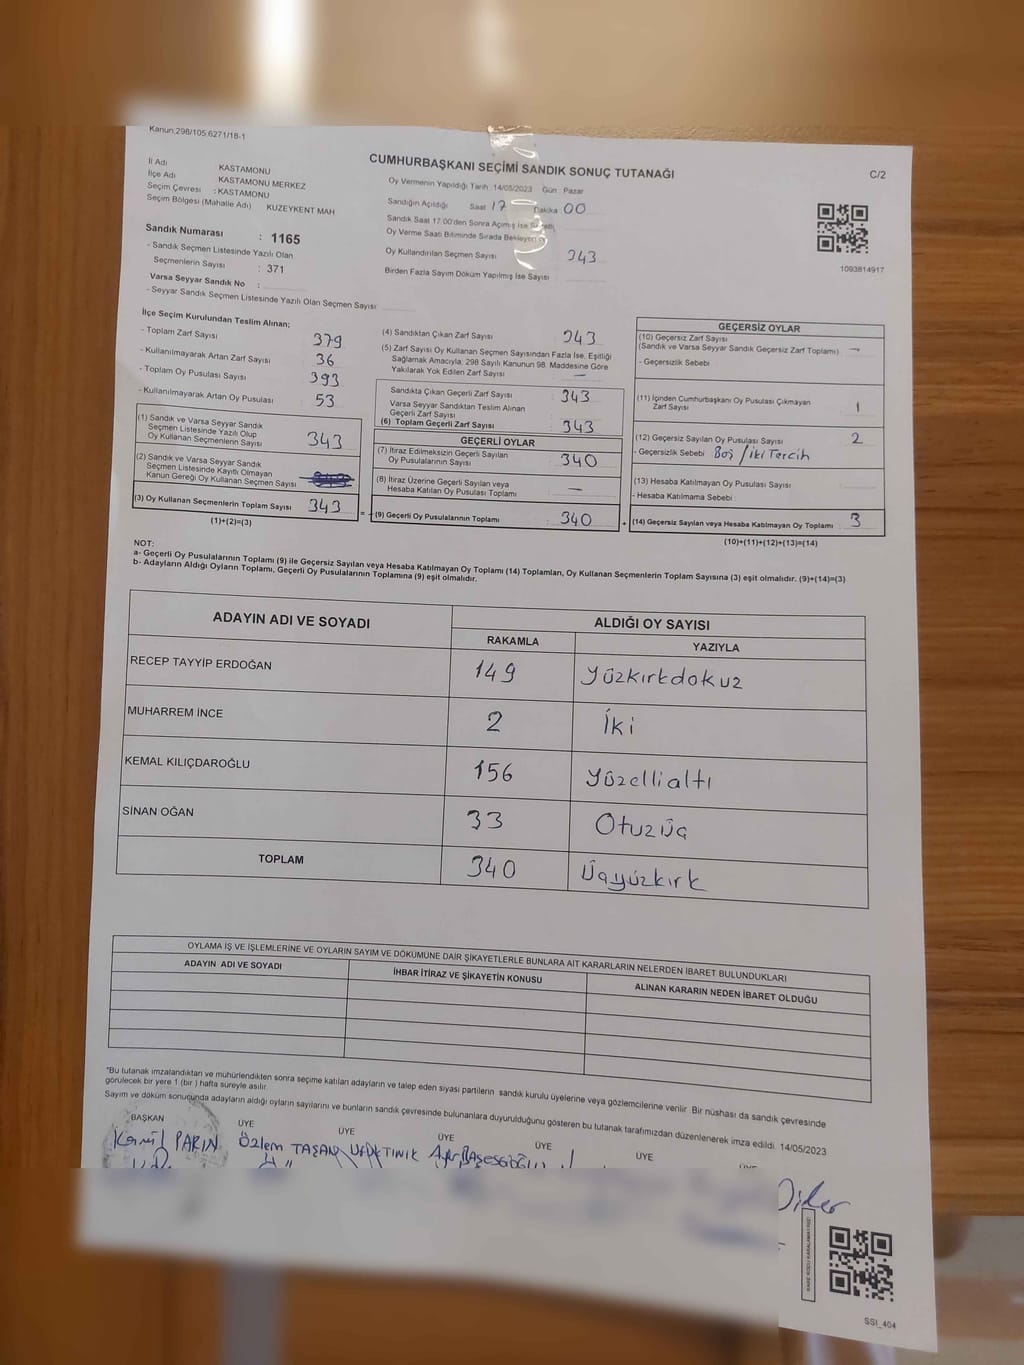 Kanun:298/105;6271/18-1
CUMHURBAŞKANI SEÇİMİ SANDIK SONUÇ TUTANAĞI
C/2
İl Adı KASTAMONU
İlçe Adı KASTAMONU MERKEZ
Seçim Çevresi : KASTAMONU
Seçim Bölgesi (Mahalle Adı) KUZEYKENT MAH
Sandık Numarası : 1165
- Sandık Seçmen Listesinde Yazılı Olan
Seçmenlerin Sayısı : 371
Varsa Seyyar Sandık No :
- Seyyar Sandık Seçmen Listesinde Yazılı Olan Seçmen Sayısı:
Oy Vermenin Yapıldığı Tarih : 14/05/2023 Gün : Pazar
Sandığın Açıldığı Saat 17 Dakika 00
Sandık Saat 17.00'den Sonra Açılmış İse
Oy Verme Saati Bitiminde Sırada Bekleyen
Oy Kullandırılan Seçmen Sayısı 343
Birden Fazla Sayım Döküm Yapılmış İse Sayısı
1093814917
İlçe Seçim Kurulundan Teslim Alınan;
- Toplam Zarf Sayısı 379
- Kullanılmayarak Artan Zarf Sayısı 36
- Toplam Oy Pusulası Sayısı 393
- Kullanılmayarak Artan Oy Pusulası 53
(1) Sandık ve Varsa Seyyar Sandık
Seçmen Listesinde Yazılı Olup
Oy Kullanan Seçmenlerin Sayısı 343
(2) Sandık ve Varsa Seyyar Sandık
Seçmen Listesinde Kayıtlı Olmayan
Kanun Gereği Oy Kullanan Seçmen Sayısı
(3) Oy Kullanan Seçmenlerin Toplam Sayısı 343
(1)+(2)=(3)
(4) Sandıktan Çıkan Zarf Sayısı 343
(5) Zarf Sayısı Oy Kullanan Seçmen Sayısından Fazla İse, Eşitliği
Sağlamak Amacıyla; 298 Sayılı Kanunun 98. Maddesine Göre
Yakılarak Yok Edilen Zarf Sayısı : —
Sandıkta Çıkan Geçerli Zarf Sayısı : 343
Varsa Seyyar Sandıktan Teslim Alınan
Geçerli Zarf Sayısı
(6) Toplam Geçerli Zarf Sayısı : 343
GEÇERLİ OYLAR
(7) İtiraz Edilmeksizin Geçerli Sayılan
Oy Pusulalarının Sayısı : 340
(8) İtiraz Üzerine Geçerli Sayılan veya
Hesaba Katılan Oy Pusulası Toplamı : —
= (9) Geçerli Oy Pusulalarının Toplamı : 340
GEÇERSİZ OYLAR
(10) Geçersiz Zarf Sayısı
(Sandık ve Varsa Seyyar Sandık Geçersiz Zarf Toplamı) : —
- Geçersizlik Sebebi :
(11) İçinden Cumhurbaşkanı Oy Pusulası Çıkmayan
Zarf Sayısı : 1
(12) Geçersiz Sayılan Oy Pusulası Sayısı : 2
- Geçersizlik Sebebi : Boş / İki Tercih
(13) Hesaba Katılmayan Oy Pusulası Sayısı :
- Hesaba Katılmama Sebebi :
+ (14) Geçersiz Sayılan veya Hesaba Katılmayan Oy Toplamı : 3
(10)+(11)+(12)+(13)=(14)
NOT:
a- Geçerli Oy Pusulalarının Toplamı (9) ile Geçersiz Sayılan veya Hesaba Katılmayan Oy Toplamı (14) Toplamları, Oy Kullanan Seçmenlerin Toplam Sayısına (3) eşit olmalıdır. (9)+(14)=(3)
b- Adayların Aldığı Oyların Toplamı, Geçerli Oy Pusulalarının Toplamına (9) eşit olmalıdır.
ADAYIN ADI VE SOYADI ALDIĞI OY SAYISI
RAKAMLA YAZIYLA
RECEP TAYYİP ERDOĞAN 149 Yüzkırkdokuz
MUHARREM İNCE 2 İki
KEMAL KILIÇDAROĞLU 156 Yüzellialtı
SİNAN OĞAN 33 Otuzüç
TOPLAM 340 Üçyüzkırk
OYLAMA İŞ VE İŞLEMLERİNE VE OYLARIN SAYIM VE DÖKÜMÜNE DAİR ŞİKAYETLERLE BUNLARA AİT KARARLARIN NELERDEN İBARET BULUNDUKLARI
ADAYIN ADI VE SOYADI İHBAR İTİRAZ VE ŞİKAYETİN KONUSU ALINAN KARARIN NEDEN İBARET OLDUĞU
*Bu tutanak imzalandıktan ve mühürlendikten sonra seçime katılan adayların ve talep eden siyasi partilerin sandık kurulu üyelerine veya gözlemcilerine verilir. Bir nüshası da sandık çevresinde
görülecek bir yere 1 (bir ) hafta süreyle asılır.
Sayım ve döküm sonucunda adayların aldığı oyların sayılarını ve bunların sandık çevresinde bulunanlara duyurulduğunu gösteren bu tutanak tarafımızdan düzenlenerek imza edildi. 14/05/2023
BAŞKAN ÜYE ÜYE ÜYE ÜYE ÜYE
Kamil PARIN Özlem TAŞAN
SSI_404